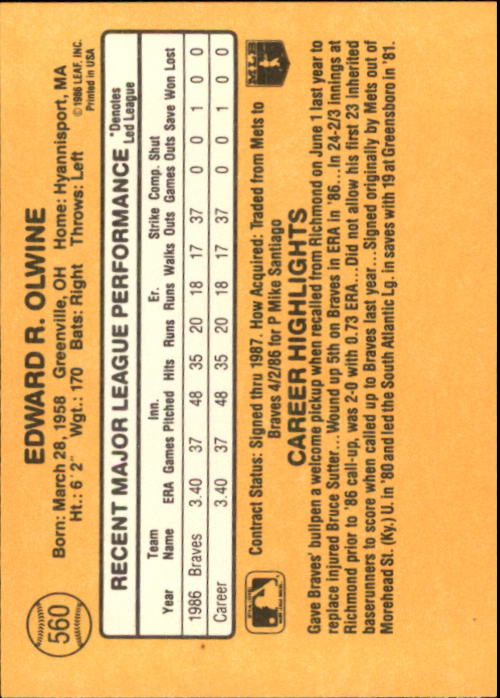 560
EDWARD R. OLWINE
Born: March 28, 1958 Greenville, OH Home: Hyannisport, MA
Ht.: 6'2" Wgt.: 170 Bats: Right Throws: Left
©1986 LEAF, INC.
Printed in USA
RECENT MAJOR LEAGUE PERFORMANCE *Denotes Led League
Year Team Name ERA Games Inn. Pitched Hits Runs Er. Runs Walks Strike Outs Comp. Games Shut Outs Save Won Lost
1986 Braves 3.40 37 48 35 20 18 17 37 0 0 1 0 0
Career 3.40 37 48 35 20 18 17 37 0 0 1 0 0
Contract Status: Signed thru 1987. How Acquired: Traded from Mets to
Braves 4/2/86 for P Mike Santiago
MLB
CAREER HIGHLIGHTS
Gave Braves' bullpen a welcome pickup when recalled from Richmond on June 1 last year to
replace injured Bruce Sutter...Wound up 5th on Braves in ERA in '86...In 24-2/3 innings at
Richmond prior to '86 call-up, was 2-0 with 0.73 ERA...Did not allow his first 23 inherited
baserunners to score when called up to Braves last year...Signed originally by Mets out of
Morehead St. (Ky.) U. in '80 and led the South Atlantic Lg. in saves with 19 at Greensboro in '81.